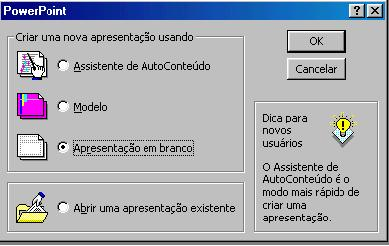 PowerPoint
Criar uma nova apresentação usando
Assistente de AutoConteúdo
Modelo
Apresentação em branco
Abrir uma apresentação existente
OK
Cancelar
Dica para
novos
usuários
O Assistente de
AutoConteúdo é o
modo mais rápido de
criar uma
apresentação.